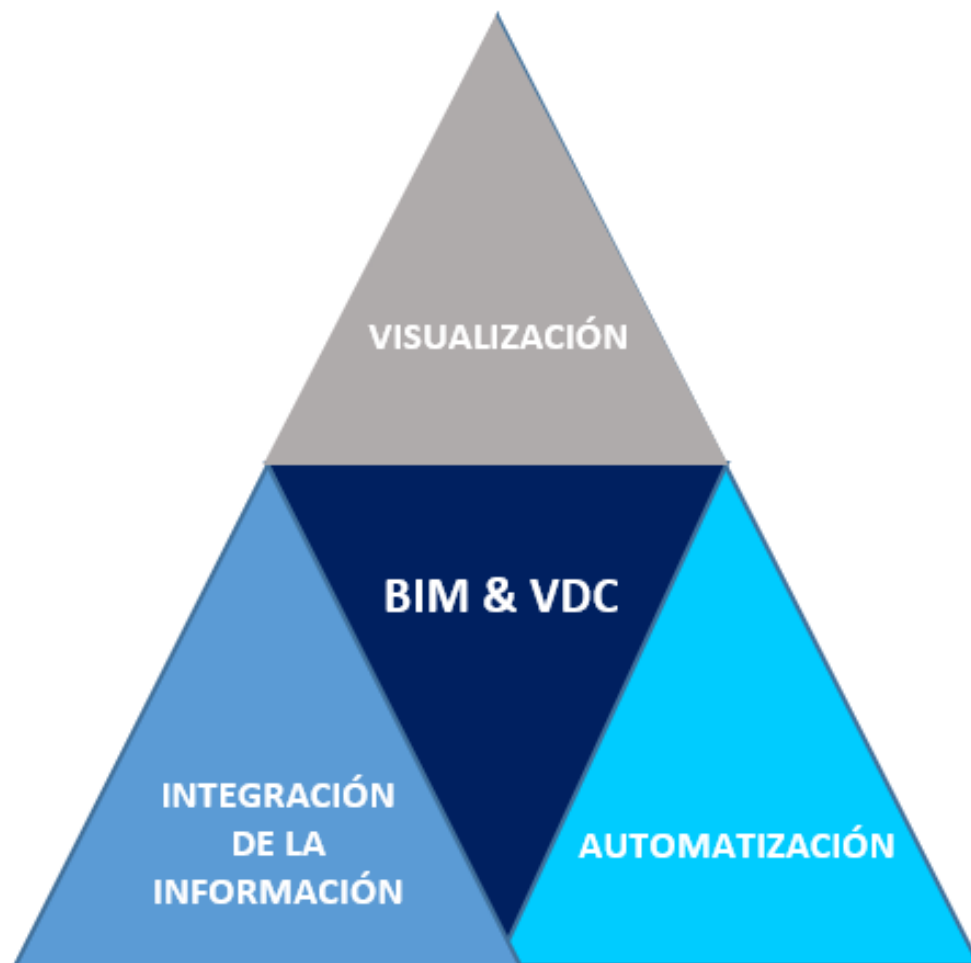 VISUALIZACIÓN
BIM & VDC
INTEGRACIÓN
DE LA
INFORMACIÓN
AUTOMATIZACIÓN